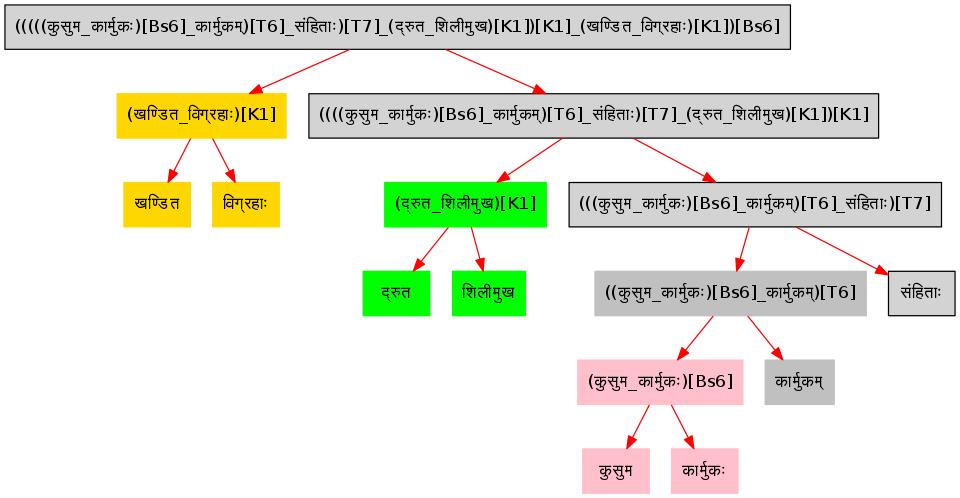 (((((कुसुम_कार्मुकः)[Bs6]_कार्मुकम्)[T6]_संहिताः)[T7]_(द्रुत_शिलीमुख)[K1])[K1]_(खण्डित_विग्रहाः)[K1])[Bs6]
(खण्डित_विग्रहाः)[K1]
((((कुसुम_कार्मुकः)[Bs6]_कार्मुकम्)[T6]_संहिताः)[T7]_(द्रुत_शिलीमुख)[K1])[K1]
खण्डित
विग्रहाः
(द्रुत_शिलीमुख)[K1]
(((कुसुम_कार्मुकः)[Bs6]_कार्मुकम्)[T6]_संहिताः)[T7]
द्रुत
शिलीमुख
((कुसुम_कार्मुकः)[Bs6]_कार्मुकम्)[T6]
संहिताः
(कुसुम_कार्मुकः)[Bs6]
कार्मुकम्
कुसुम
कार्मुकः